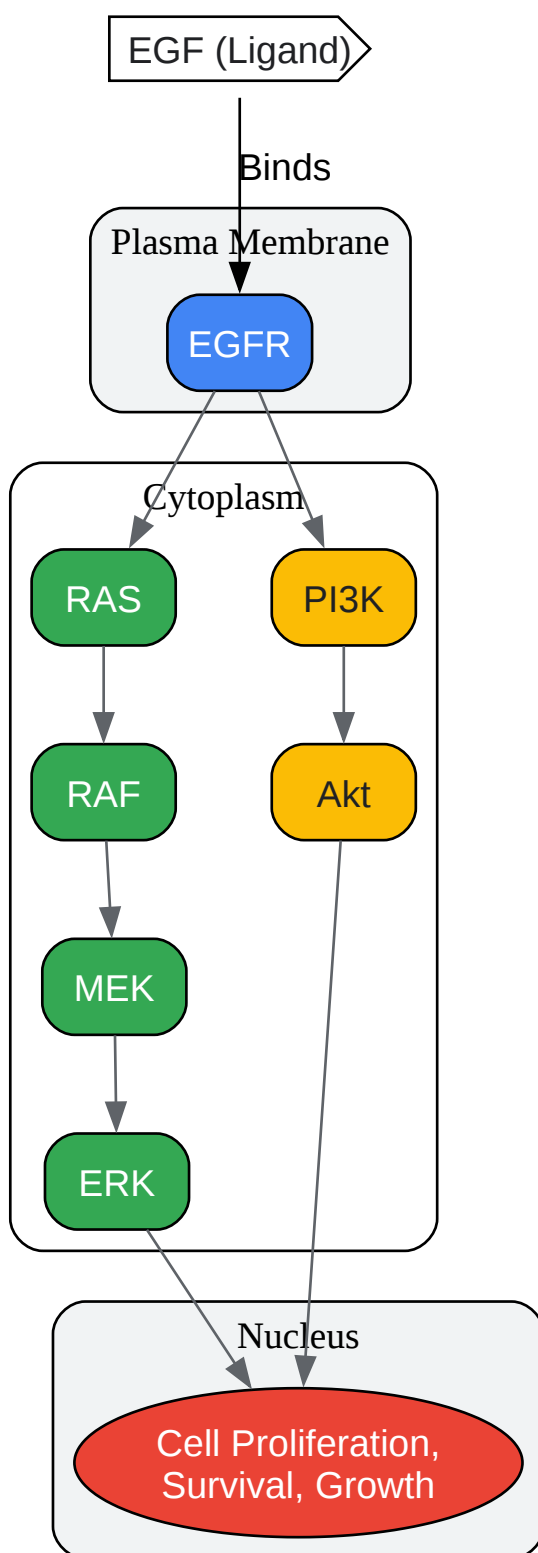 EGF (Ligand)
Binds
Plasma Membrane
EGFR
Cytoplasm
RAS
PI3K
RAF
Akt
MEK
ERK
Nucleus
Cell Proliferation,
Survival, Growth